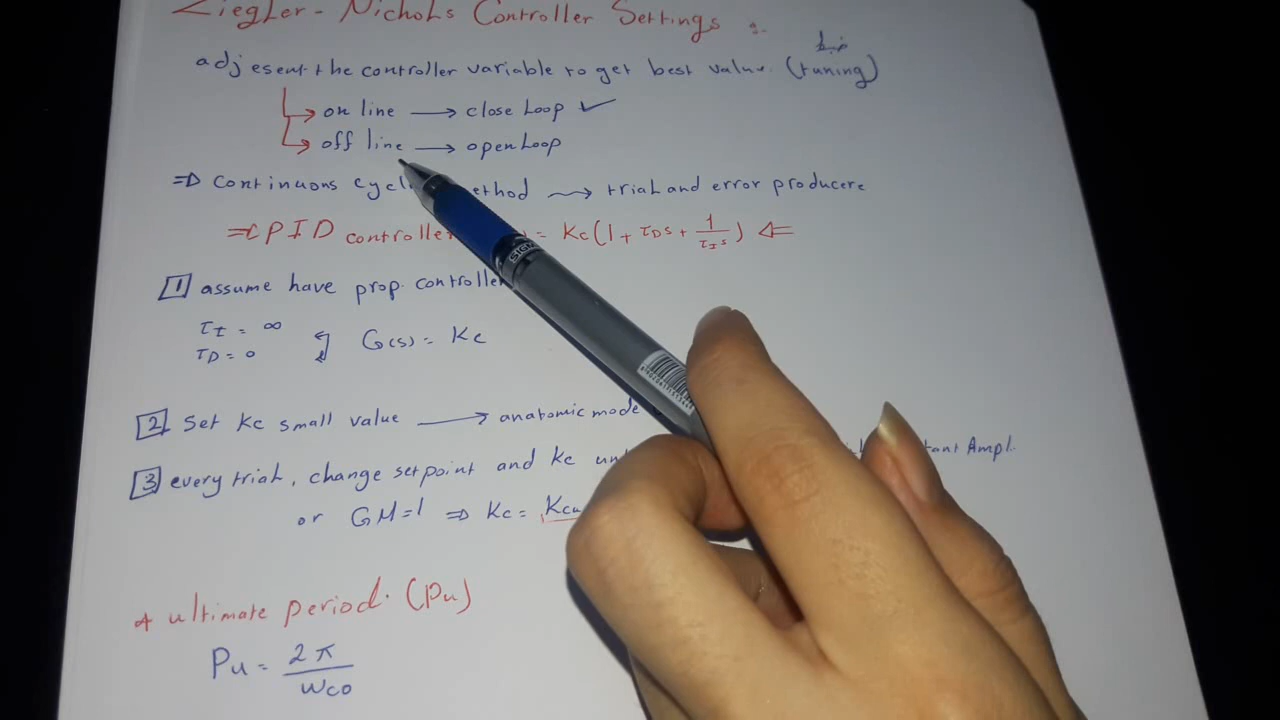 Ziegler-Nichols Controller Settings :-
ضبط
adjesent the controller variable to get best value. (tuning)
on line → close Loop ✓
off line → open Loop
⇒ Continuous method ⤳ trial and error producere
⇒ PID controller = Kc(1 + τDs + 1/τIs) ⇐
1 assume have prop. controller
τI = ∞
τD = 0 } G(s) = Kc
2 Set Kc small value → anatomic mode
3 every trial, change setpoint and Kc Ampl.
or GM=1 ⇒ Kc = Kcu
* ultimate period. (Pu)
Pu = 2π/ωco